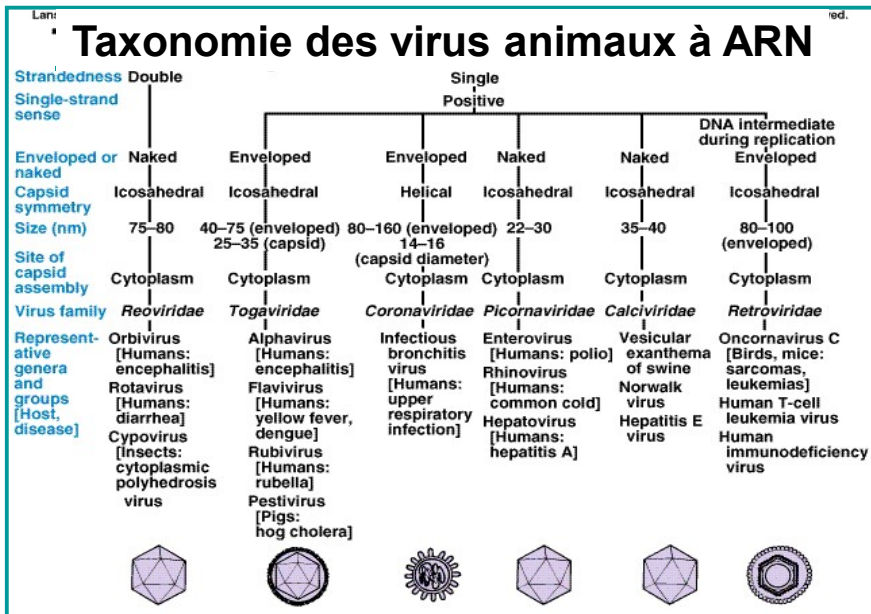 Lan
ed.
Taxonomie des virus animaux à ARN
Strandedness Double Single
Single-strand sense Positive
DNA intermediate
during replication
Enveloped or
naked
Naked Enveloped Enveloped Naked Naked Enveloped
Capsid
symmetry
Icosahedral Icosahedral Helical Icosahedral Icosahedral Icosahedral
Size (nm)
75–80
40–75 (enveloped)
25–35 (capsid)
80–160 (enveloped)
14–16
(capsid diameter)
22–30
35–40
80–100
(enveloped)
Site of
capsid
assembly
Cytoplasm Cytoplasm Cytoplasm Cytoplasm Cytoplasm Cytoplasm
Virus family Reoviridae Togaviridae Coronaviridae Picornaviridae Calciviridae Retroviridae
Represent-
ative
genera
and
groups
[Host,
disease]
Orbivirus
[Humans:
encephalitis]
Rotavirus
[Humans:
diarrhea]
Cypovirus
[Insects:
cytoplasmic
polyhedrosis
virus
Alphavirus
[Humans:
encephalitis]
Flavivirus
[Humans:
yellow fever,
dengue]
Rubivirus
[Humans:
rubella]
Pestivirus
[Pigs:
hog cholera]
Infectious
bronchitis
virus
[Humans:
upper
respiratory
infection]
Enterovirus
[Humans: polio]
Rhinovirus
[Humans:
common cold]
Hepatovirus
[Humans:
hepatitis A]
Vesicular
exanthema
of swine
Norwalk
virus
Hepatitis E
virus
Oncornavirus C
[Birds, mice:
sarcomas,
leukemias]
Human T-cell
leukemia virus
Human
immunodeficiency
virus